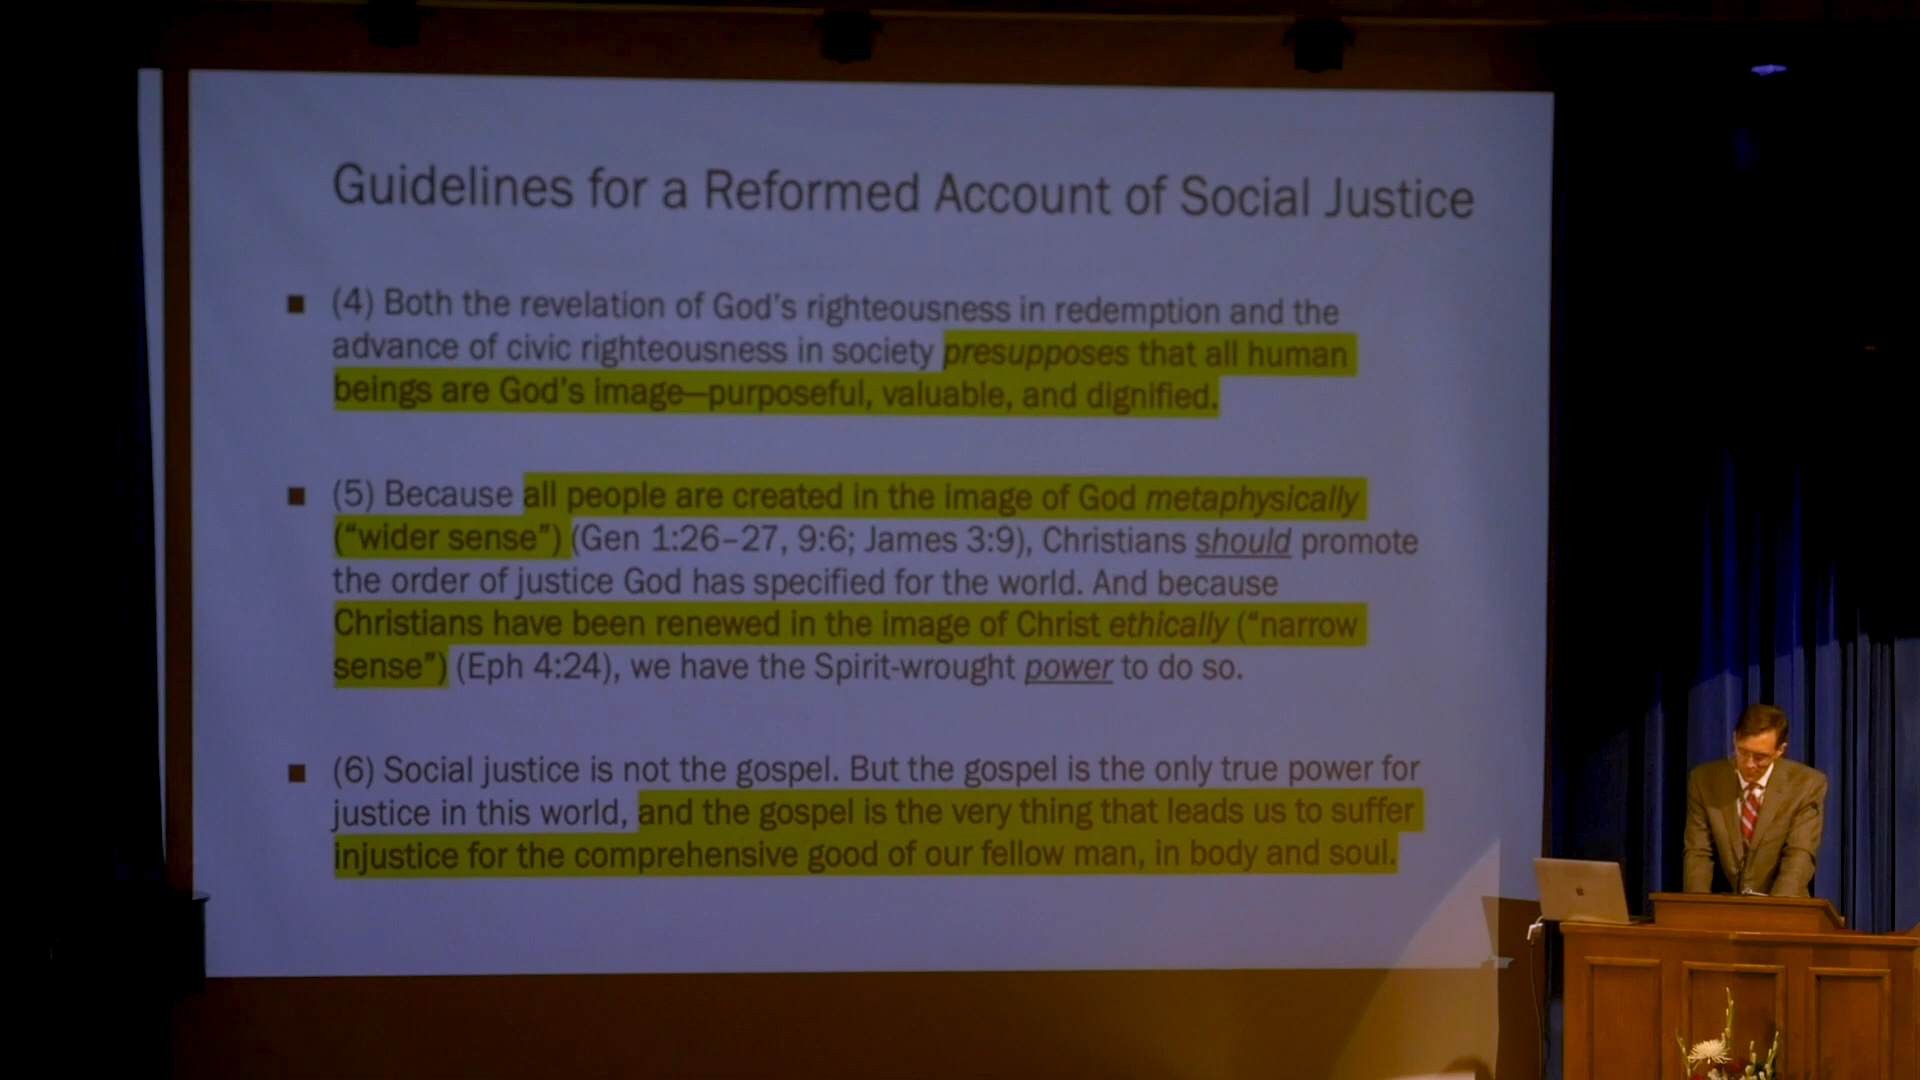 Guidelines for a Reformed Account of Social Justice
(4) Both the revelation of God's righteousness in redemption and the
advance of civic righteousness in society presupposes that all human
beings are God's image—purposeful, valuable, and dignified.
(5) Because all people are created in the image of God metaphysically
("wider sense") (Gen 1:26–27, 9:6; James 3:9), Christians should promote
the order of justice God has specified for the world. And because
Christians have been renewed in the image of Christ ethically ("narrow
sense") (Eph 4:24), we have the Spirit-wrought power to do so.
(6) Social justice is not the gospel. But the gospel is the only true power for
justice in this world, and the gospel is the very thing that leads us to suffer
injustice for the comprehensive good of our fellow man, in body and soul.